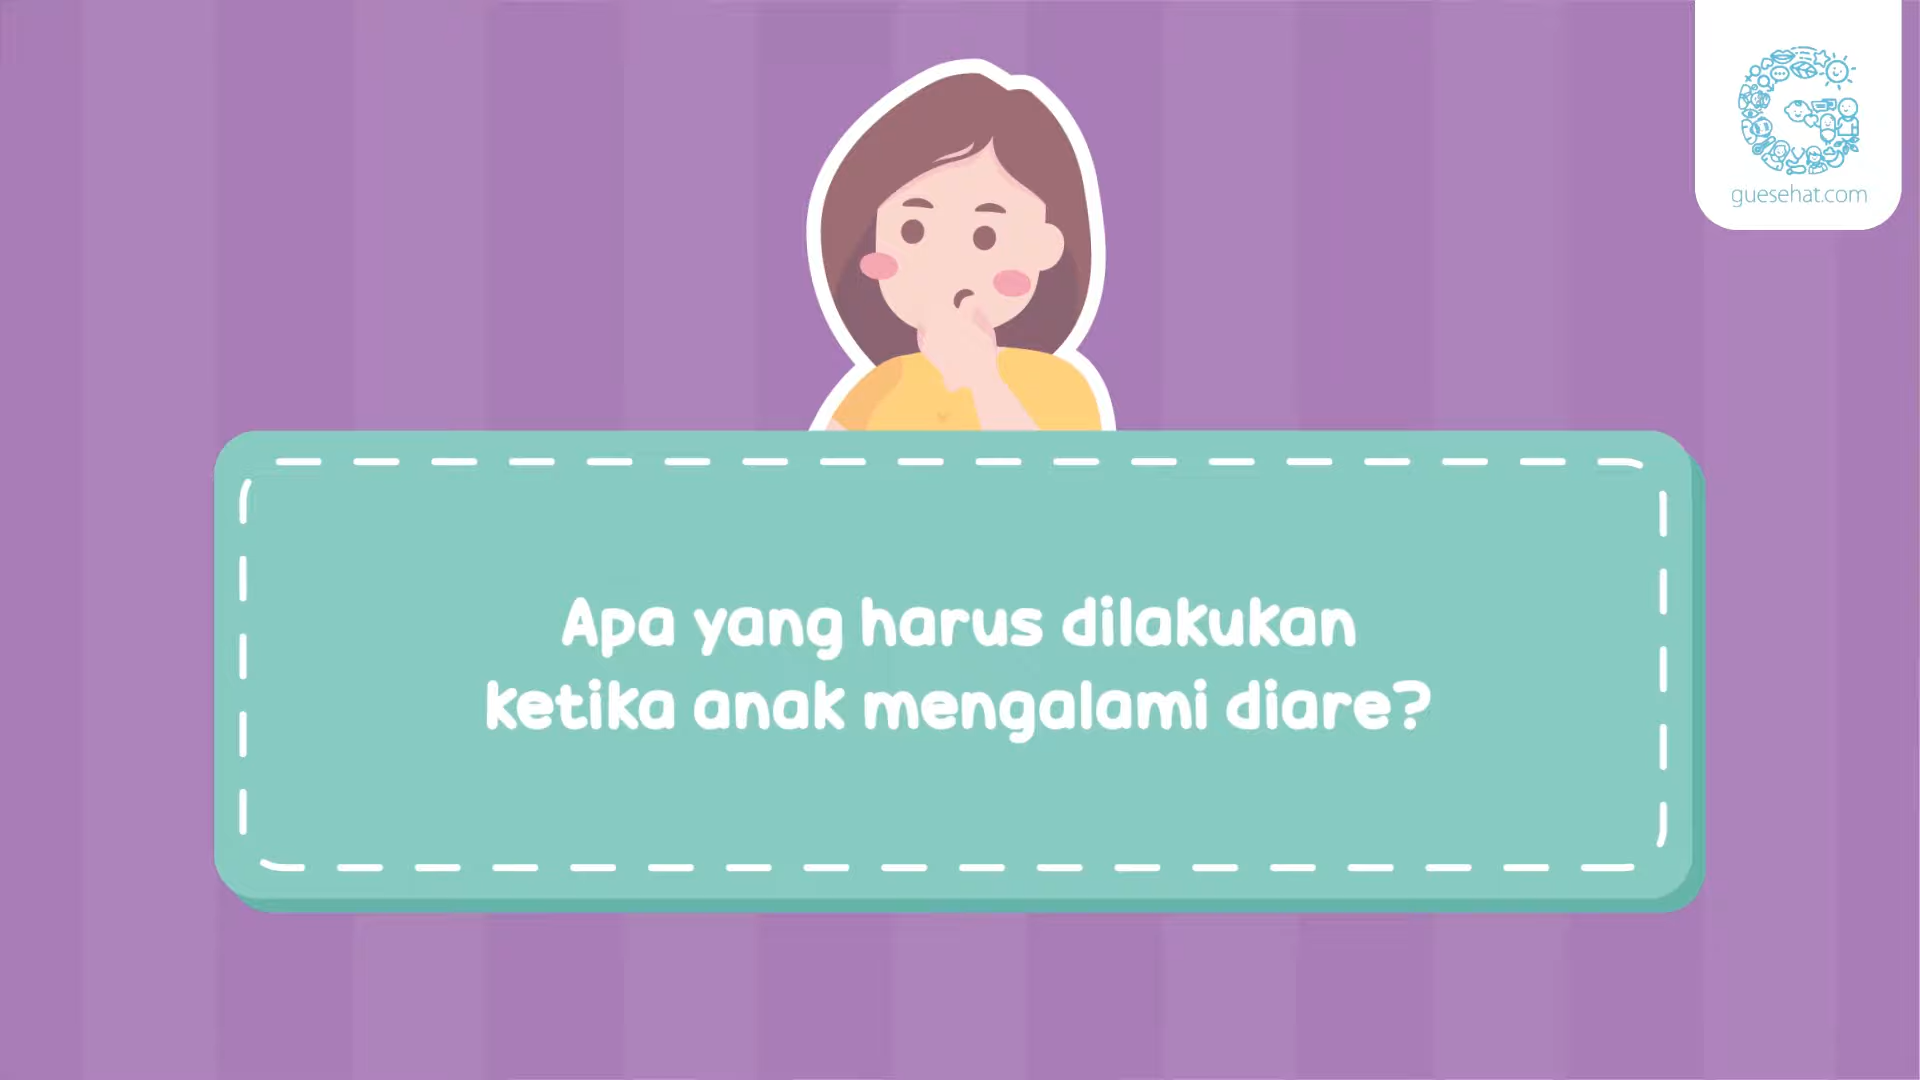 guesehat.com
Apa yang harus dilakukan
ketika anak mengalami diare?